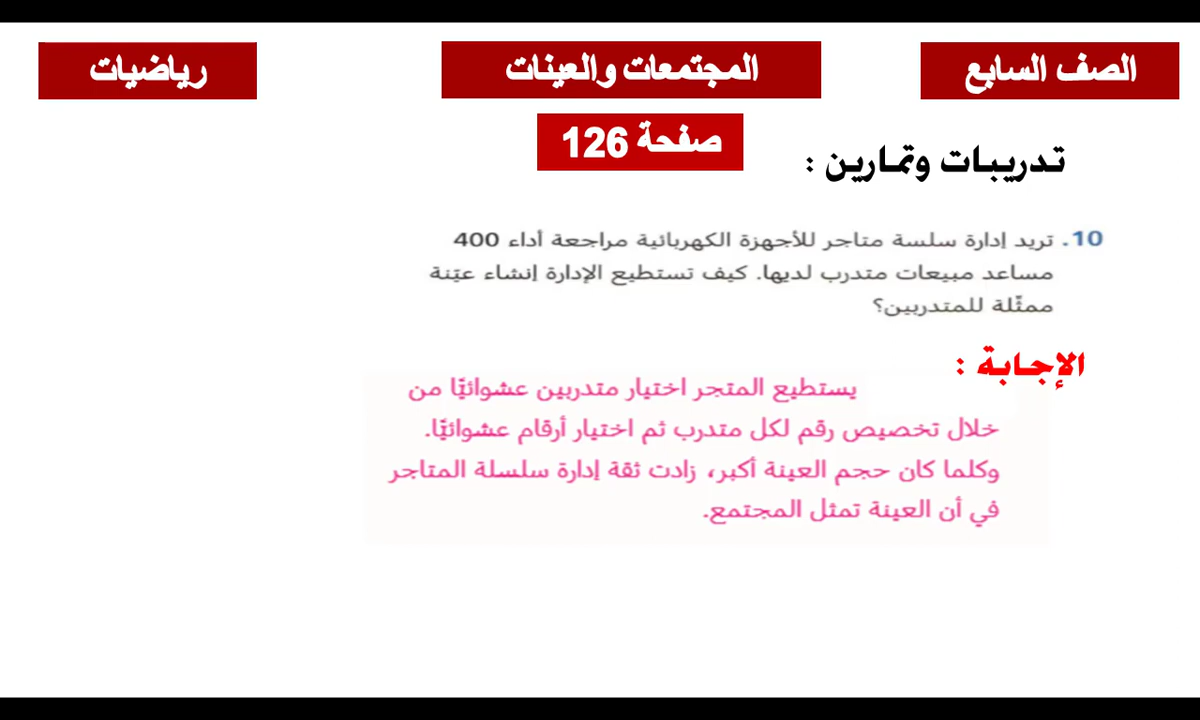 الصف السابع
المجتمعات والعينات
رياضيات
صفحة 126
تدريبات وتمارين :
10. تريد إدارة سلسة متاجر للأجهزة الكهربائية مراجعة أداء 400
مساعد مبيعات متدرب لديها. كيف تستطيع الإدارة إنشاء عيّنة
ممثّلة للمتدربين؟
الإجابة :
يستطيع المتجر اختيار متدربين عشوائيًّا من
خلال تخصيص رقم لكل متدرب ثم اختيار أرقام عشوائيًّا.
وكلما كان حجم العينة أكبر، زادت ثقة إدارة سلسلة المتاجر
في أن العينة تمثل المجتمع.